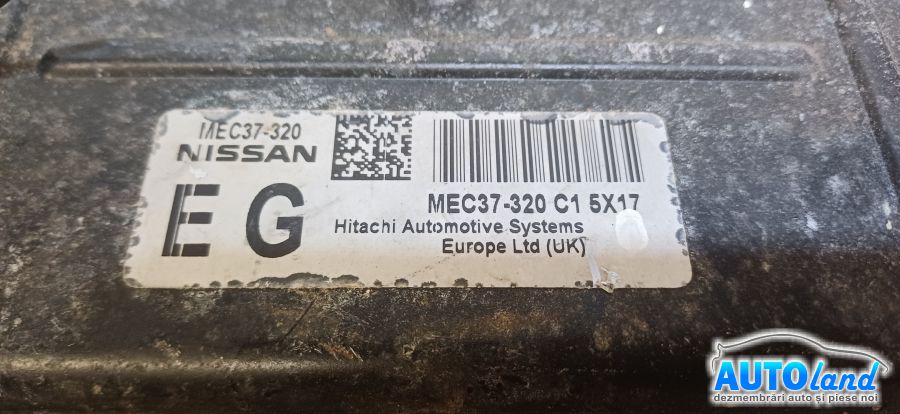 MEC37-320
NISSAN
EG
MEC37-320 C1 5X17
Hitachi Automotive Systems
Europe Ltd (UK)
AUTOland
dezmembrări auto și piese noi